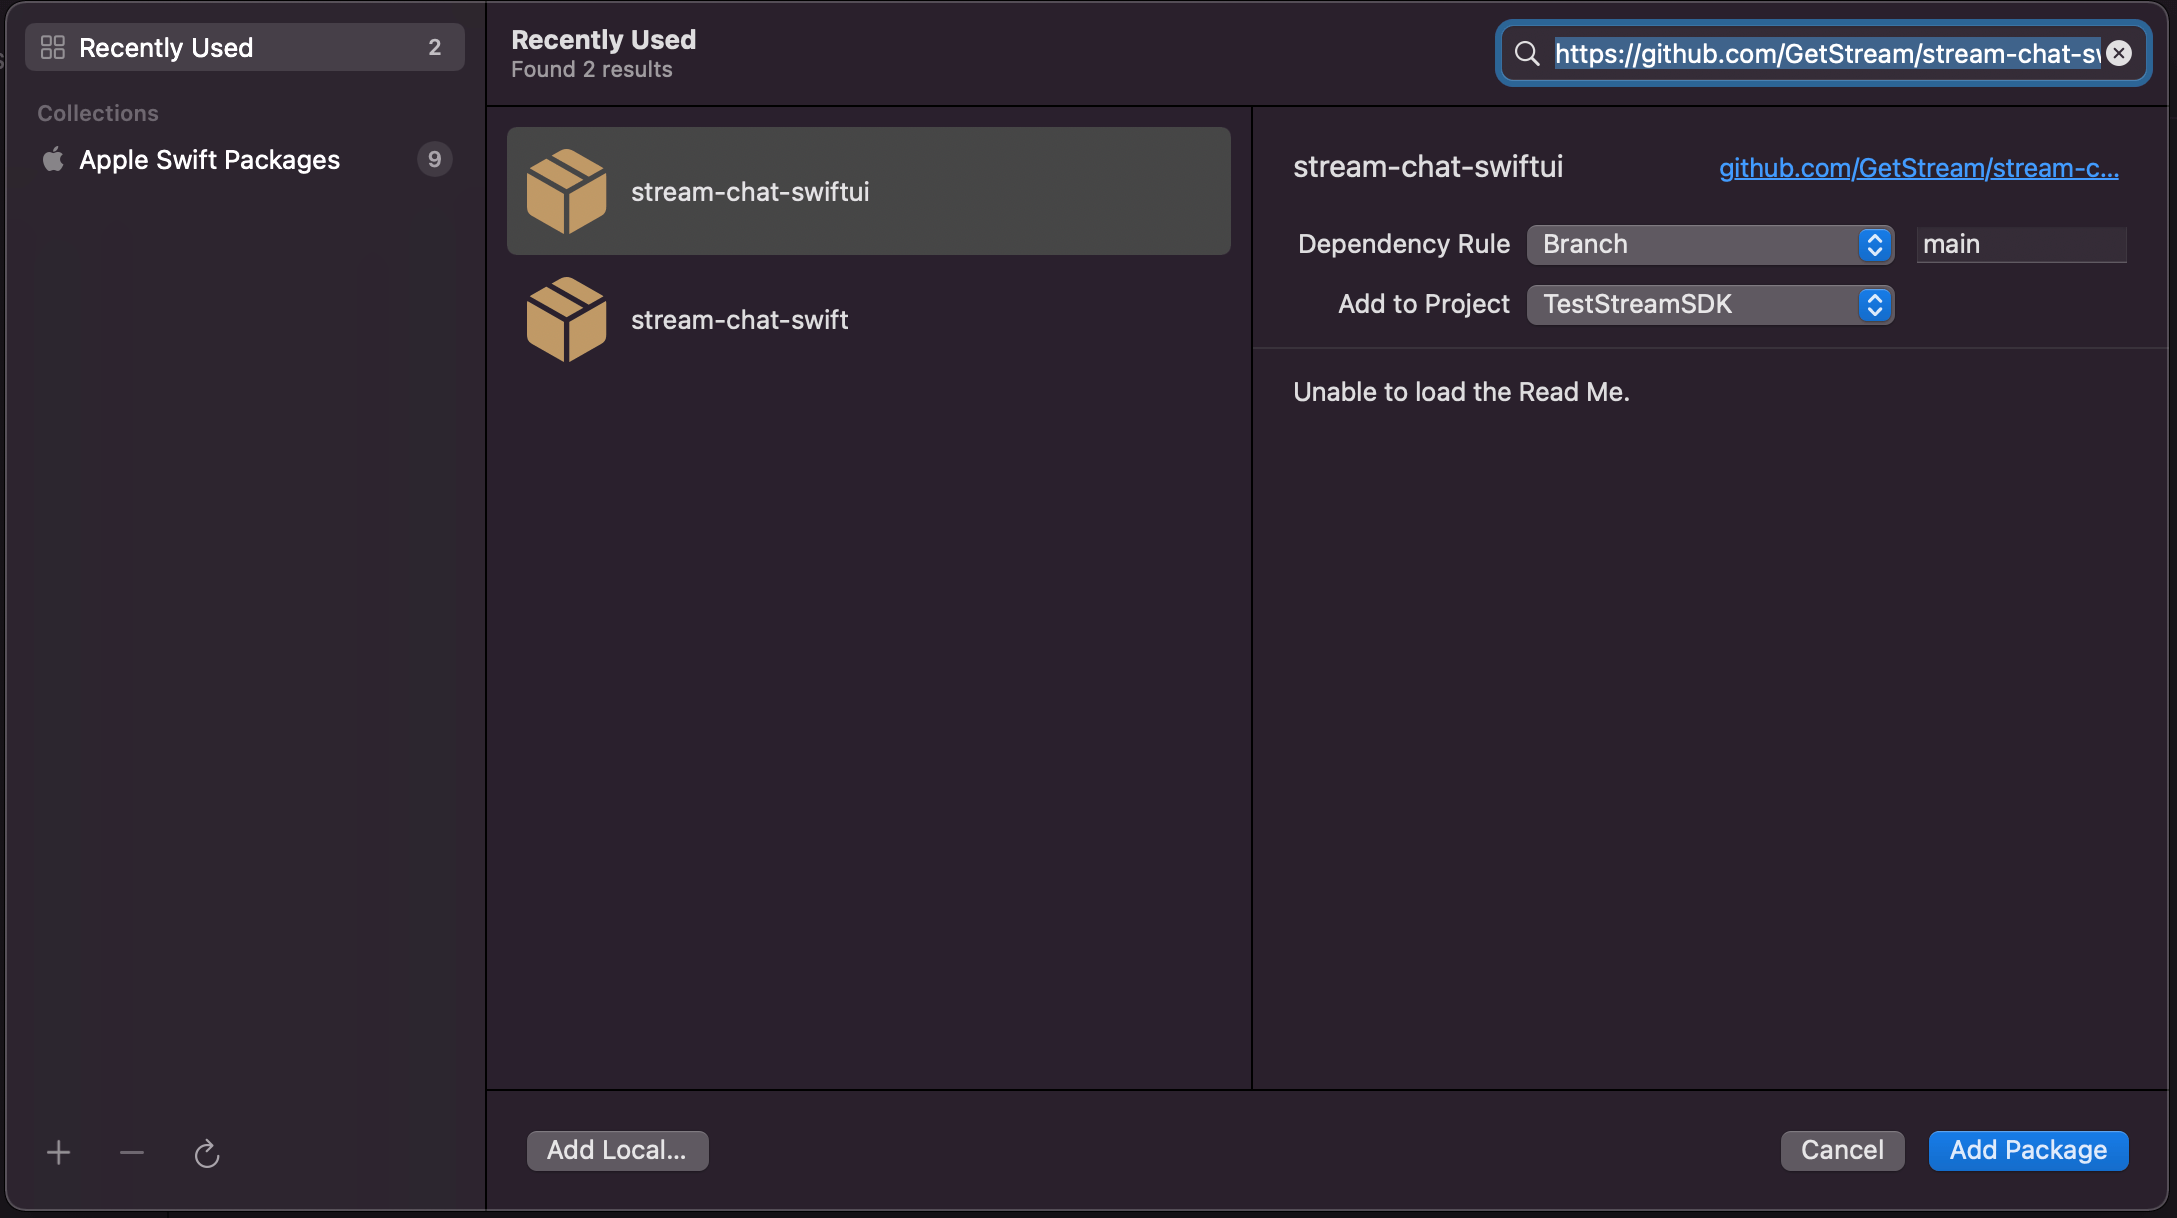 Recently Used 2
Collections
Apple Swift Packages 9
Recently Used
Found 2 results
https://github.com/GetStream/stream-chat-sw
stream-chat-swiftui
stream-chat-swift
stream-chat-swiftui github.com/GetStream/stream-c...
Dependency Rule Branch main
Add to Project TestStreamSDK
Unable to load the Read Me.
Add Local...
Cancel
Add Package